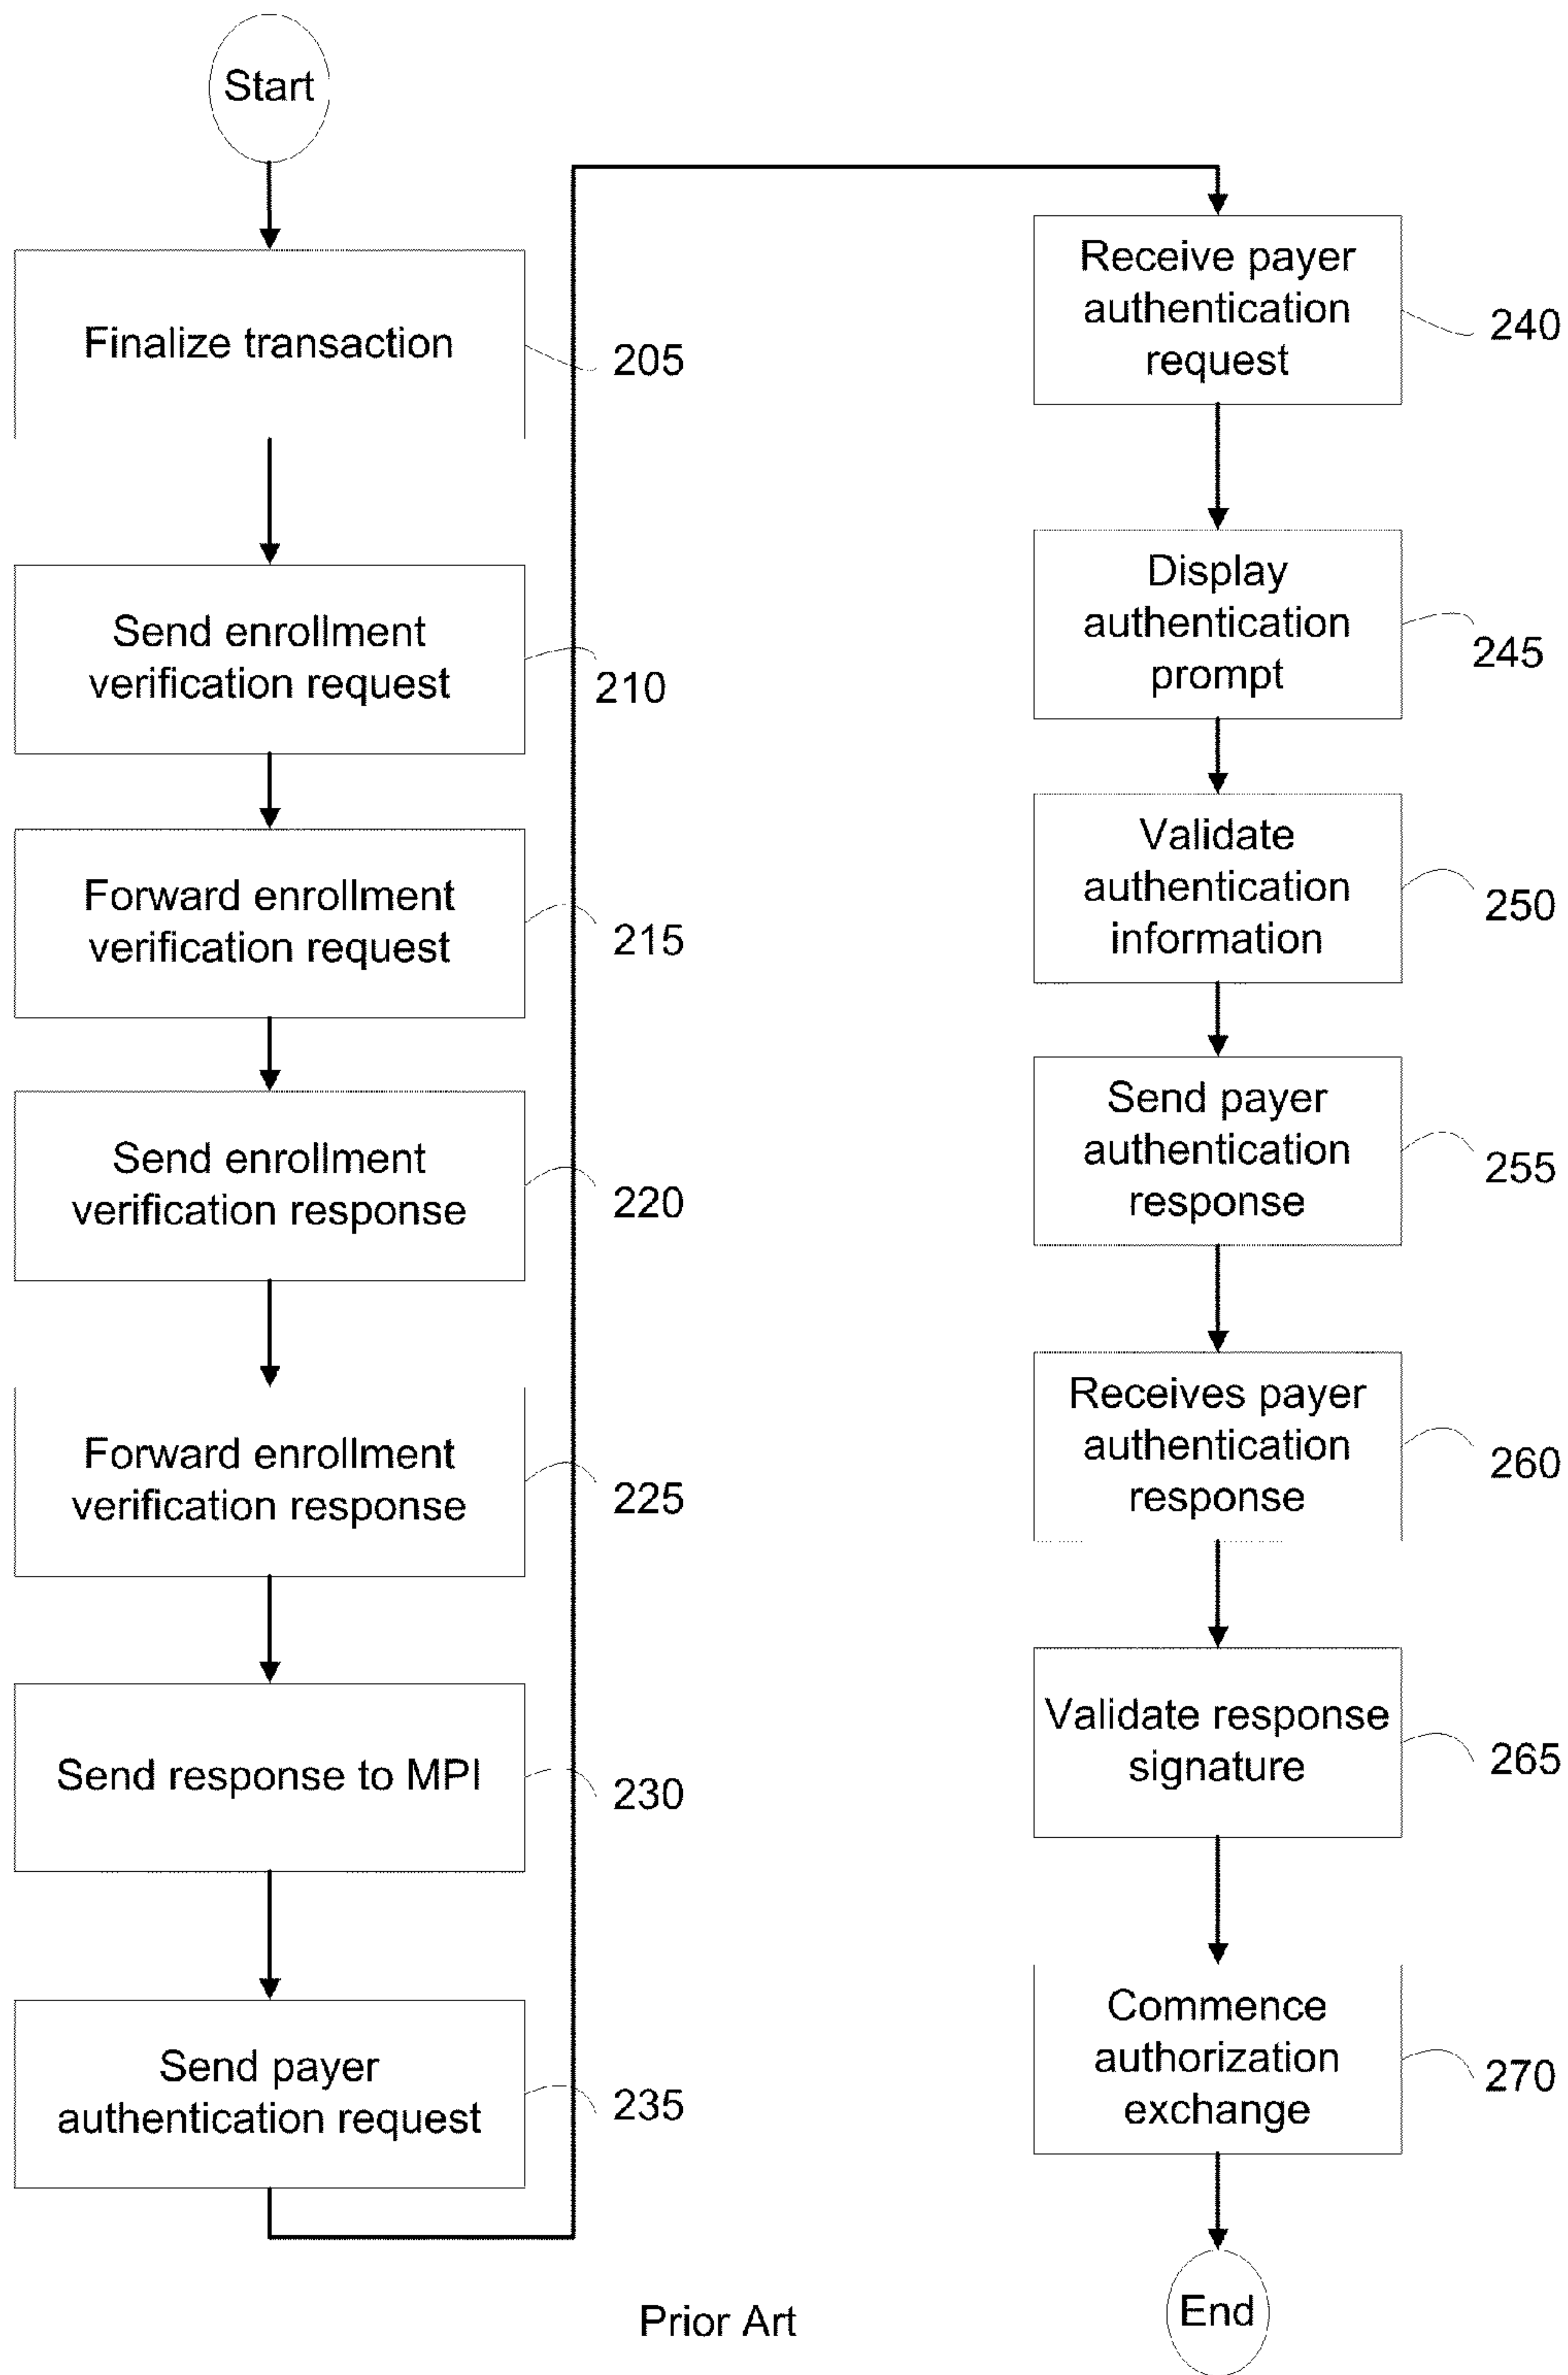 Start
Finalize transaction
205
Send enrollment
verification request
210
Forward enrollment
verification request
215
Send enrollment
verification response
220
Forward enrollment
verification response
225
Send response to MPI
230
Send payer
authentication request
235
Receive payer
authentication
request
240
Display
authentication
prompt
245
Validate
authentication
information
250
Send payer
authentication
response
255
Receives payer
authentication
response
260
Validate response
signature
265
Commence
authorization
exchange
270
End
Prior Art